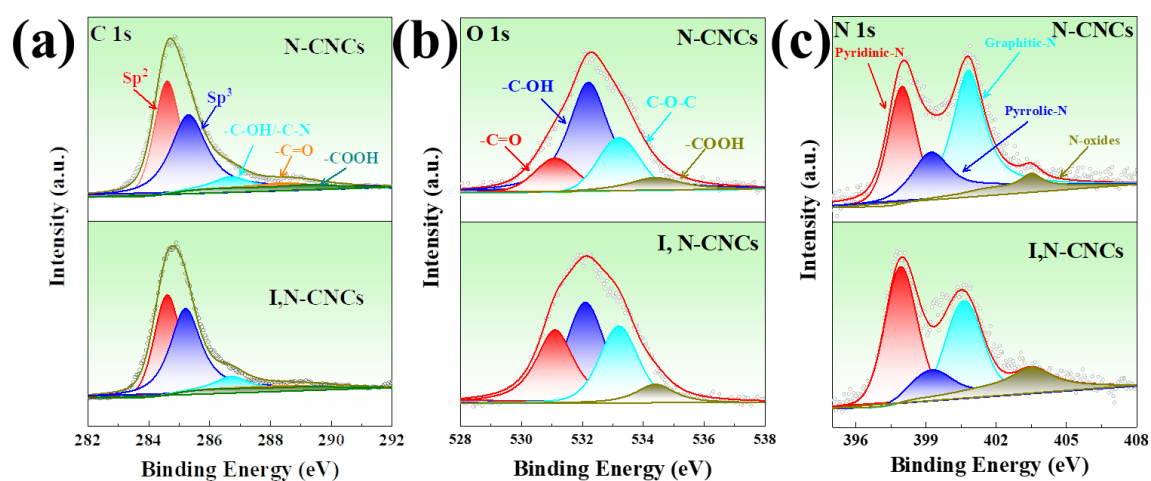 (a)
C 1s
N-CNCs
Sp2
Sp3
-C-OH/-C-N
-C=O
-COOH
I,N-CNCs
Intensity (a.u.)
282 284 286 288 290 292
Binding Energy (eV)
(b)
O 1s
N-CNCs
-C-OH
C-O-C
-C=O
-COOH
I, N-CNCs
Intensity (a.u.)
528 530 532 534 536 538
Binding Energy (eV)
(c)
N 1s
N-CNCs
Pyridinic-N
Graphitic-N
Pyrrolic-N
N-oxides
I,N-CNCs
Intensity (a.u.)
396 399 402 405 408
Binding Energy (eV)